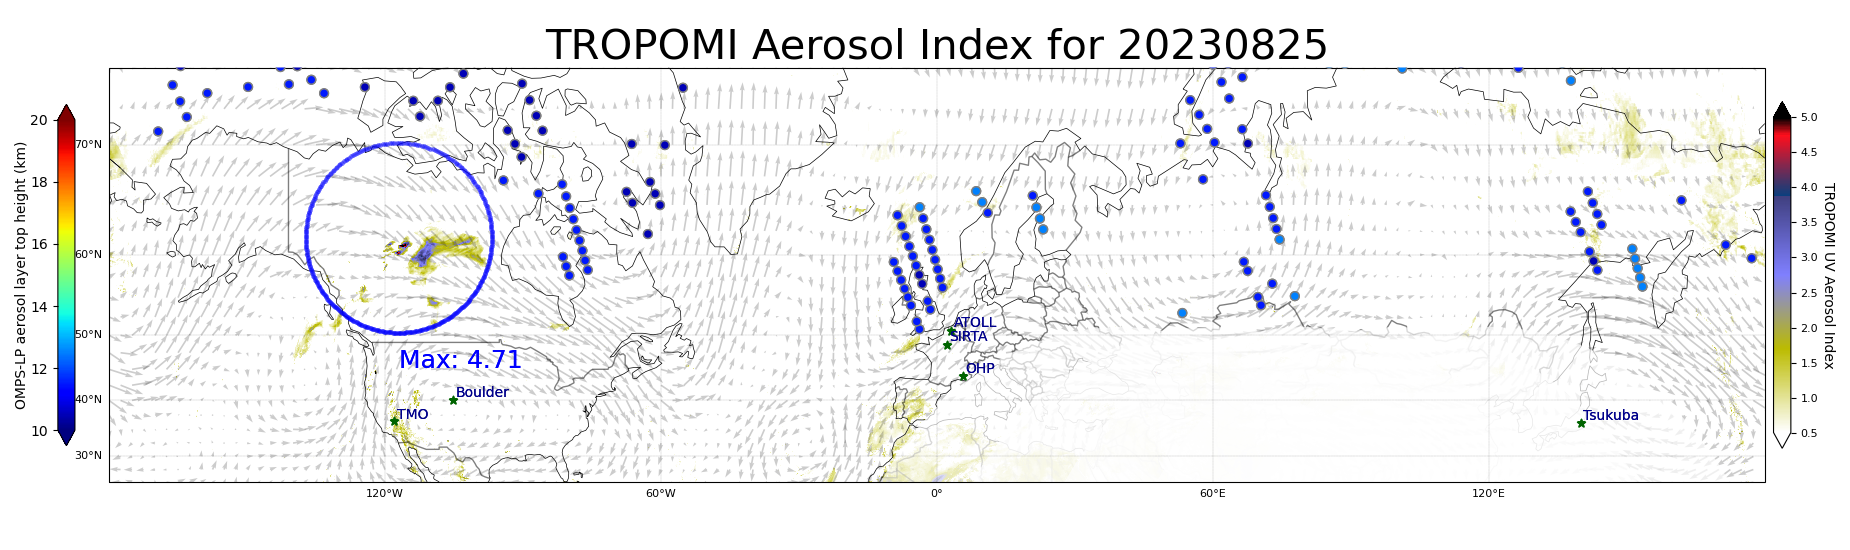 TROPOMI Aerosol Index for 20230825
OMPS-LP aerosol layer top height (km)
20
18
16
14
12
10
70°N
60°N
50°N
40°N
30°N
120°W
60°W
0°
60°E
120°E
Max: 4.71
ATOLL
SIRTA
OHP
Boulder
TMO
Tsukuba
5.0
4.5
4.0
3.5
3.0
2.5
2.0
1.5
1.0
0.5
TROPOMI UV Aerosol Index